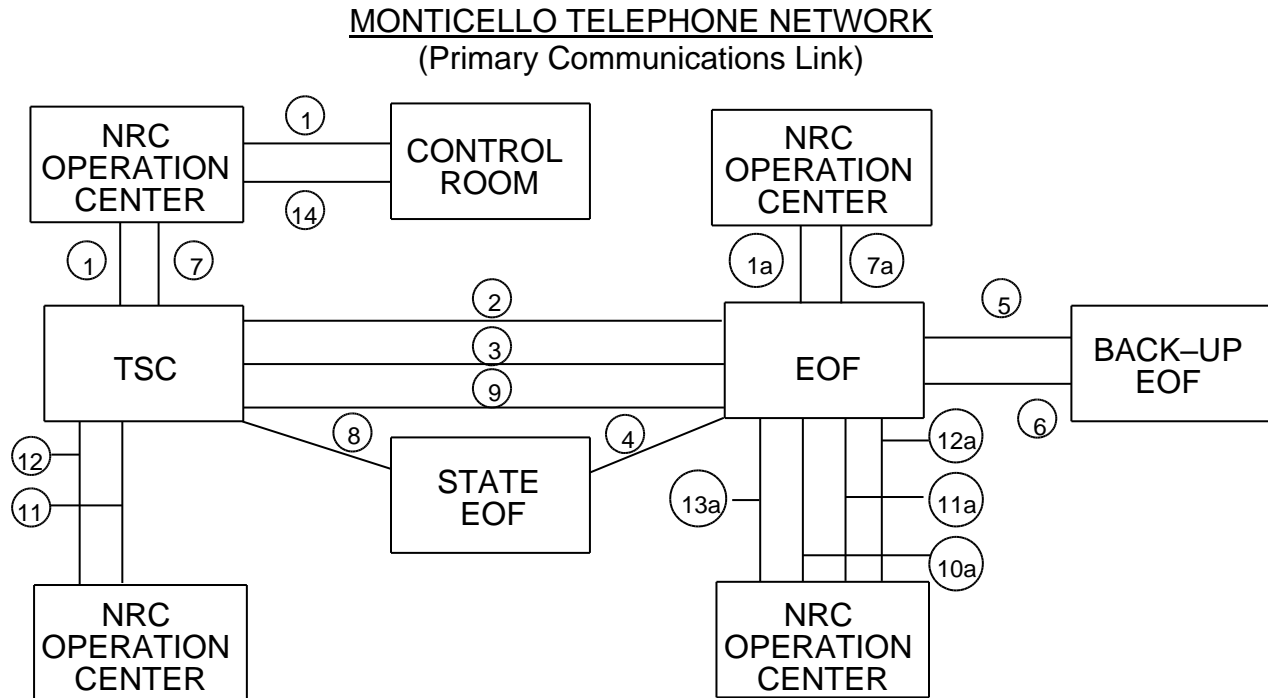 MONTICELLO TELEPHONE NETWORK
(Primary Communications Link)
NRC
OPERATION
CENTER
1
14
CONTROL
ROOM
NRC
OPERATION
CENTER
1
7
1a
7a
TSC
2
3
9
EOF
5
6
BACK–UP
EOF
8
4
STATE
EOF
12
11
13a
12a
11a
10a
NRC
OPERATION
CENTER
NRC
OPERATION
CENTER